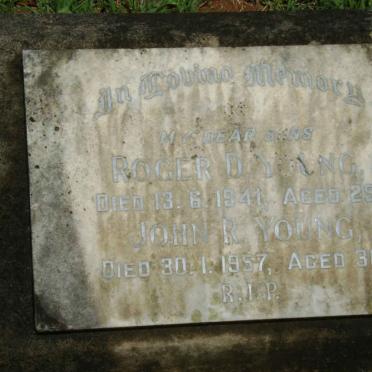 In Loving Memory
MY DEAR SONS
ROGER D. YOUNG,
DIED 13.6.1941, AGED
JOHN R. YOUNG,
DIED 30.1.1957, AGED
R.I.P.